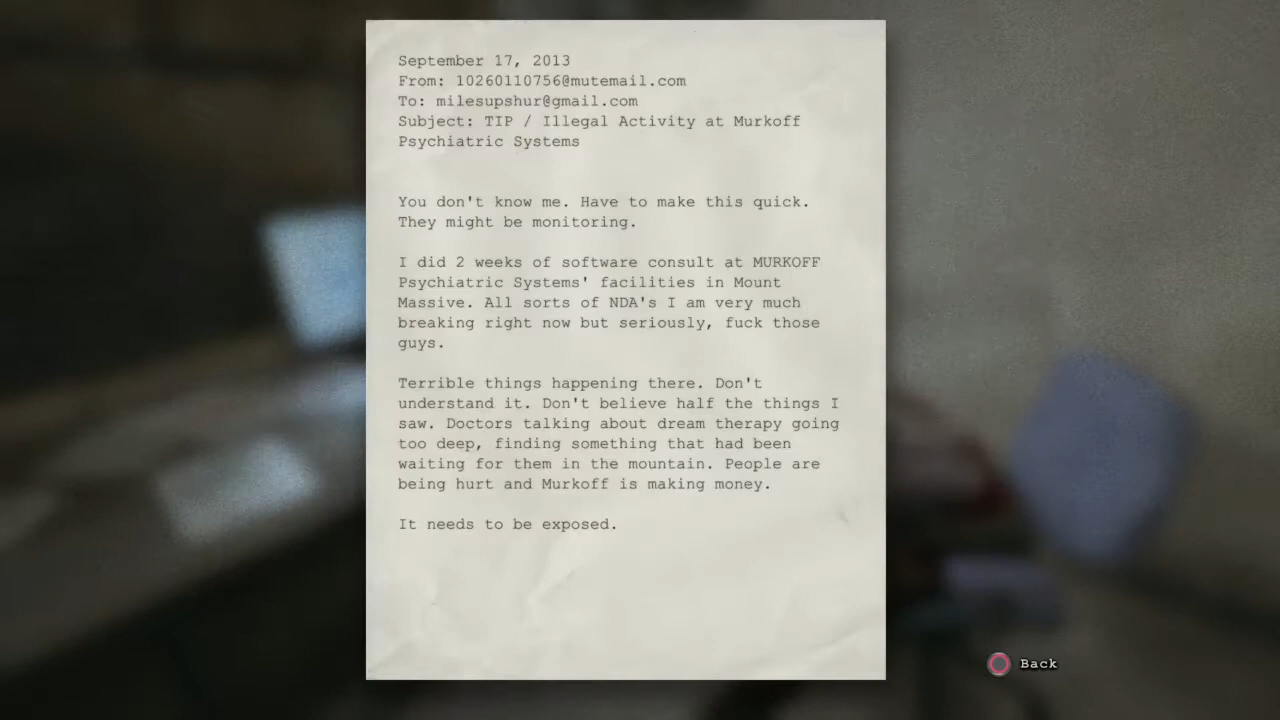 September 17, 2013
From: 10260110756@mutemail.com
To: milesupshur@gmail.com
Subject: TIP / Illegal Activity at Murkoff
Psychiatric Systems
You don't know me. Have to make this quick.
They might be monitoring.
I did 2 weeks of software consult at MURKOFF
Psychiatric Systems' facilities in Mount
Massive. All sorts of NDA's I am very much
breaking right now but seriously, fuck those
guys.
Terrible things happening there. Don't
understand it. Don't believe half the things I
saw. Doctors talking about dream therapy going
too deep, finding something that had been
waiting for them in the mountain. People are
being hurt and Murkoff is making money.
It needs to be exposed.
Back